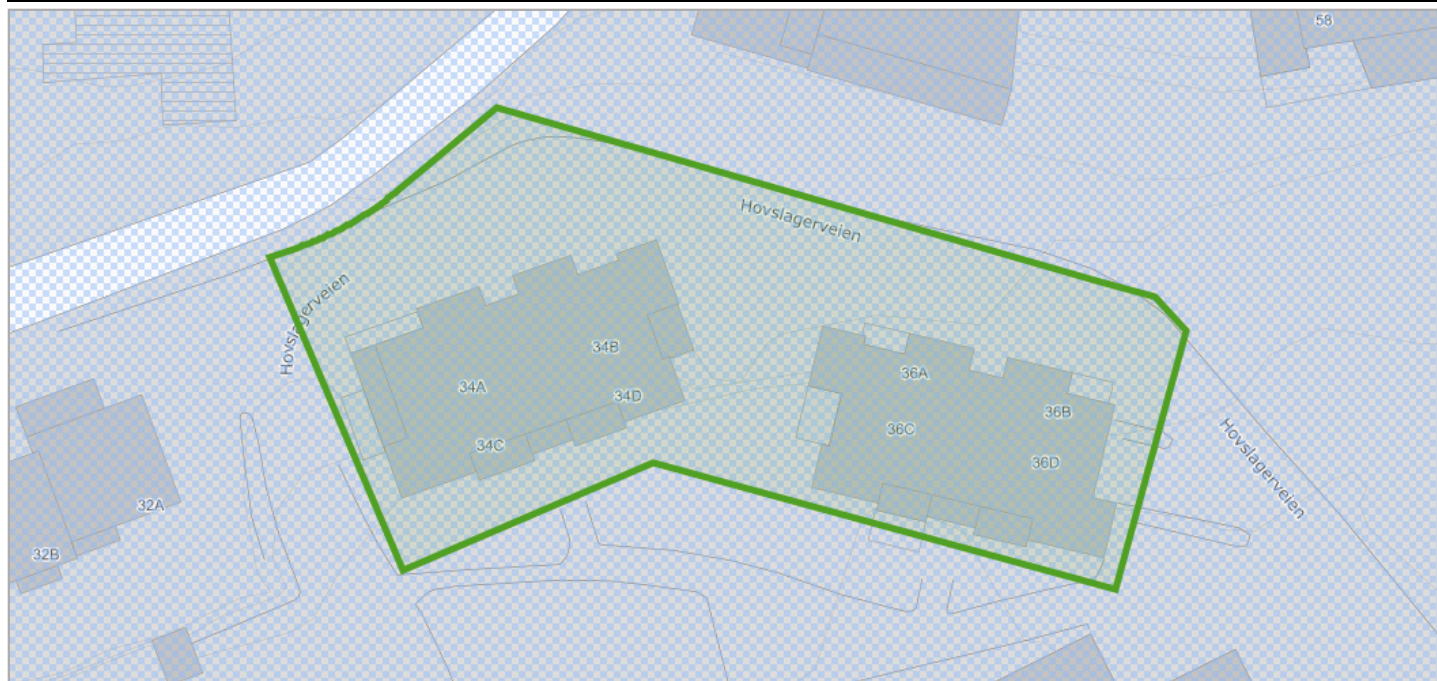 58
Hovslagerveien
Hovslagerveien
34B
34A
34D
34C
36A
36B
36C
36D
Hovslagerveien
32A
32B